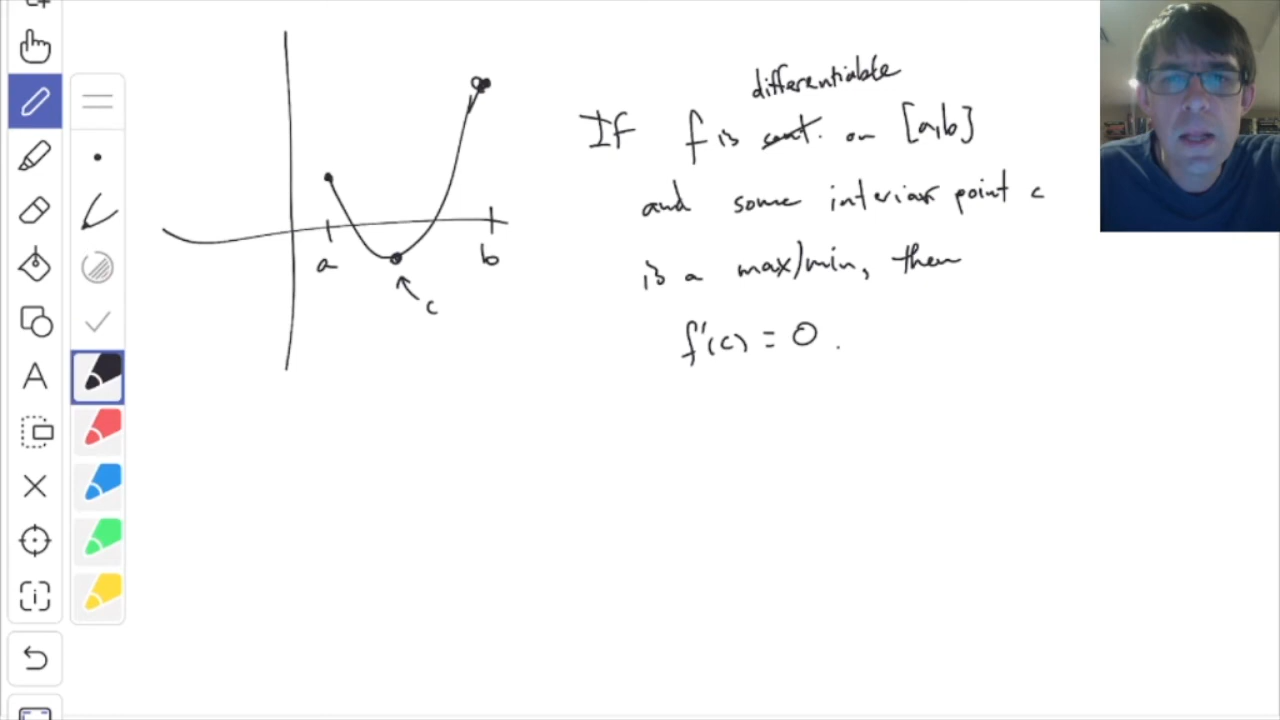 differentiable
If f is cont. on [a,b]
and some interior point c
is a max/min, then
f'(c) = 0.
a
b
c
A